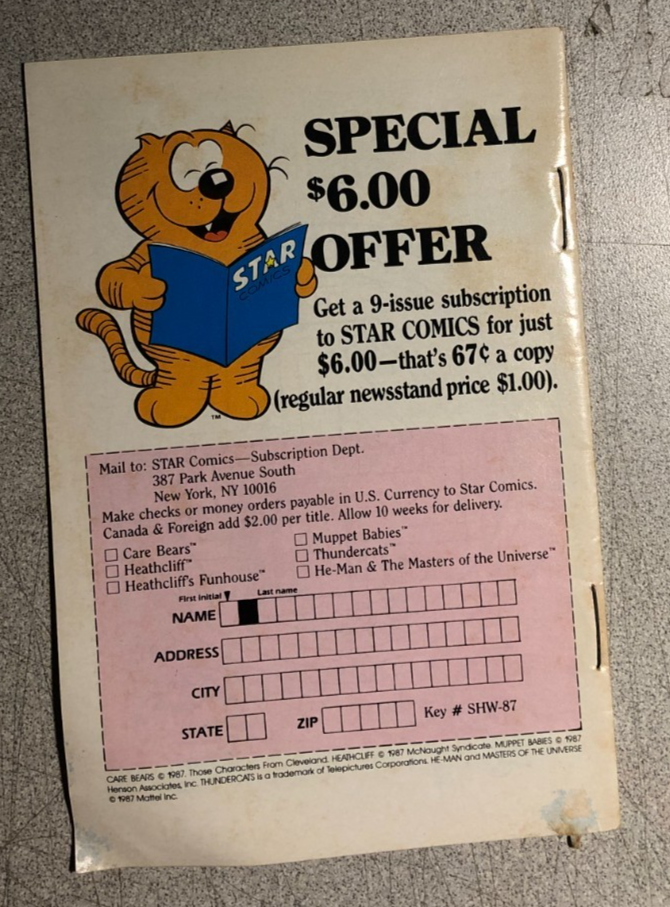 SPECIAL
$6.00
OFFER
STAR
COMICS
Get a 9-issue subscription
to STAR COMICS for just
$6.00—that's 67¢ a copy
(regular newsstand price $1.00).
TM
Mail to: STAR Comics—Subscription Dept.
387 Park Avenue South
New York, NY 10016
Make checks or money orders payable in U.S. Currency to Star Comics.
Canada & Foreign add $2.00 per title. Allow 10 weeks for delivery.
☐ Care Bears™
☐ Heathcliff™
☐ Heathcliff's Funhouse™
☐ Muppet Babies™
☐ Thundercats™
☐ He-Man & The Masters of the Universe™
First Initial Last name
NAME
ADDRESS
CITY
STATE ZIP Key # SHW-87
CARE BEARS © 1987. Those Characters From Cleveland. HEATHCLIFF © 1987 McNaught Syndicate. MUPPET BABIES © 1987
Henson Associates, Inc. THUNDERCATS is a trademark of Telepictures Corporations. HE-MAN and MASTERS OF THE UNIVERSE
© 1987 Mattel Inc.